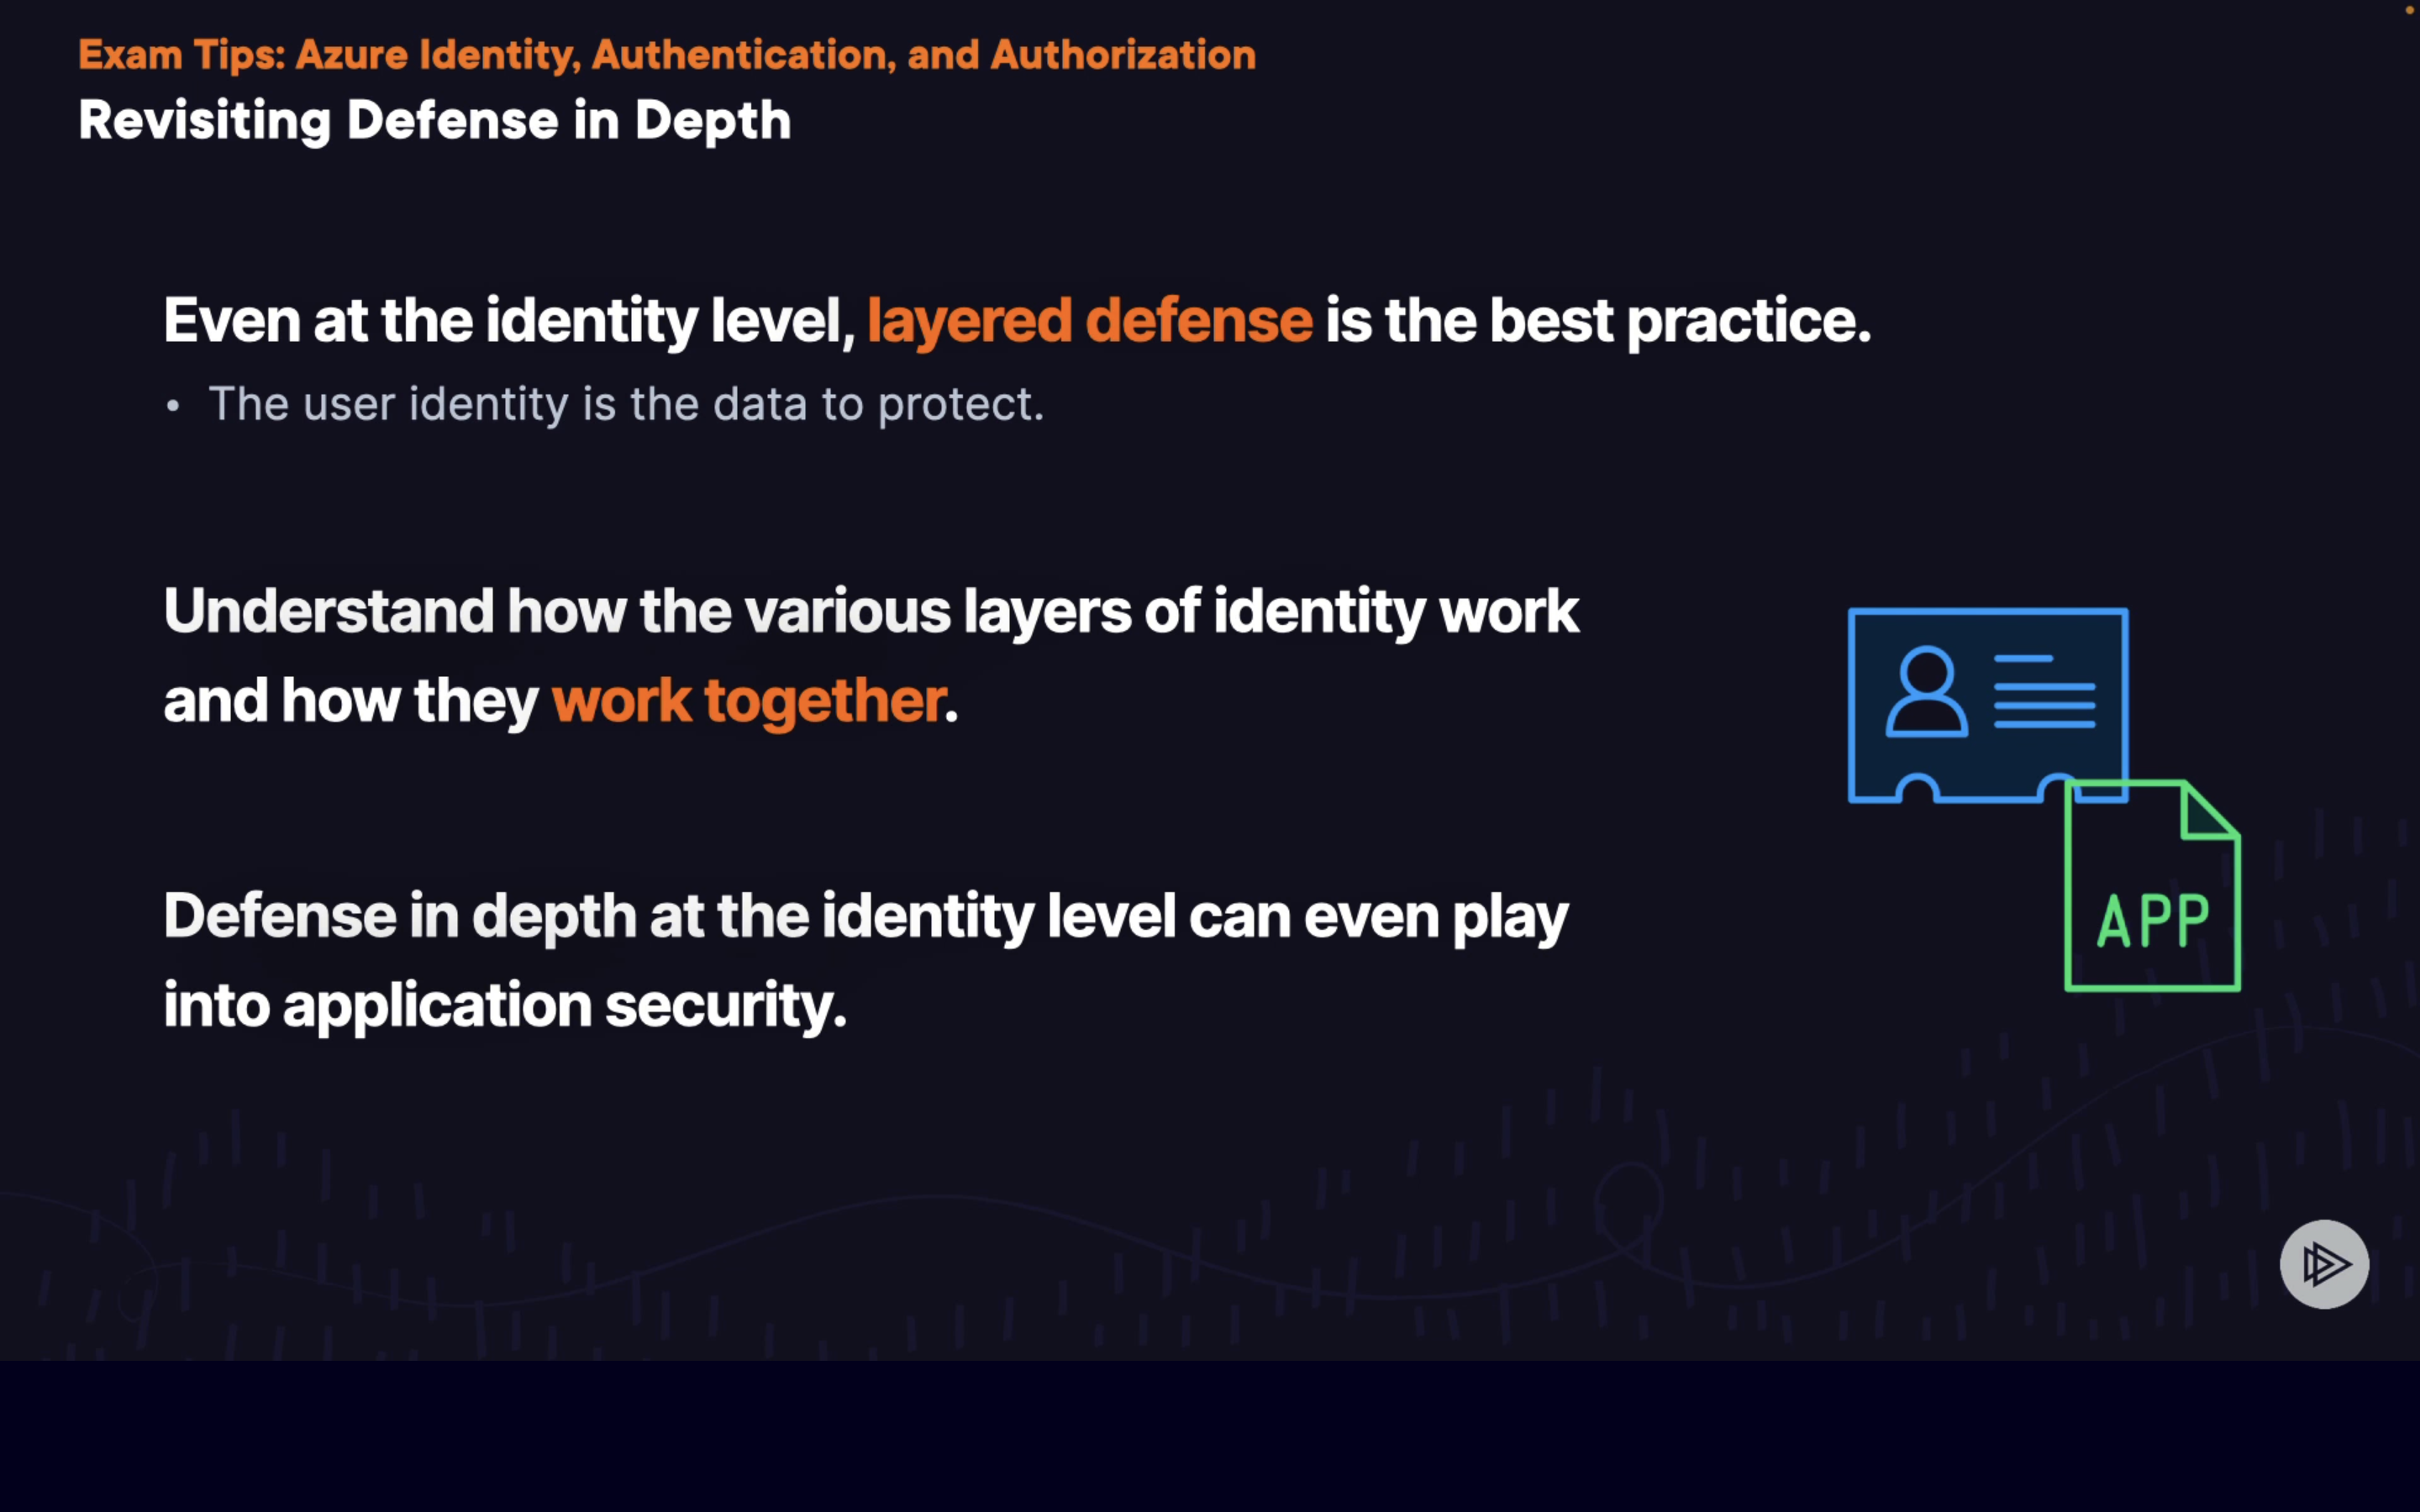 Exam Tips: Azure Identity, Authentication, and Authorization
Revisiting Defense in Depth
Even at the identity level, layered defense is the best practice.
• The user identity is the data to protect.
Understand how the various layers of identity work
and how they work together.
Defense in depth at the identity level can even play
into application security.
APP